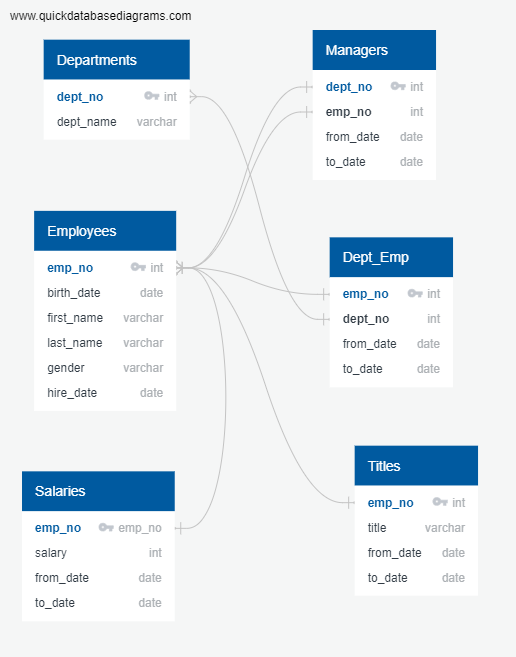 www.quickdatabasediagrams.com
Departments
dept_no int
dept_name varchar
Managers
dept_no int
emp_no int
from_date date
to_date date
Employees
emp_no int
birth_date date
first_name varchar
last_name varchar
gender varchar
hire_date date
Dept_Emp
emp_no int
dept_no int
from_date date
to_date date
Salaries
emp_no emp_no
salary int
from_date date
to_date date
Titles
emp_no int
title varchar
from_date date
to_date date